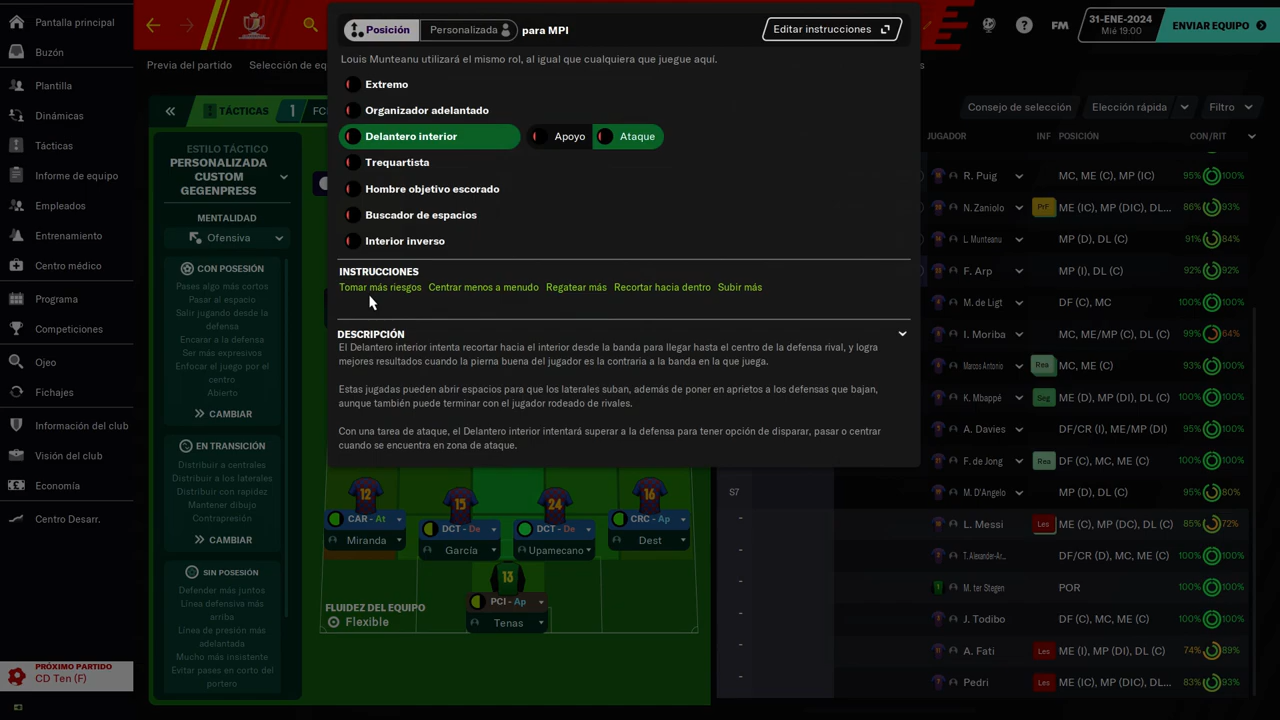 Pantalla principal
Buzón
Plantilla
Dinámicas
Tácticas
Informe de equipo
Empleados
Entrenamiento
Centro médico
Programa
Competiciones
Ojeo
Fichajes
Información del club
Visión del club
Economía
Centro Desarr.
PRÓXIMO PARTIDO
CD Ten (F)
FM
31-ENE-2024
Mié 19:00
ENVIAR EQUIPO
Previa del partido
Selección de eq
Consejo de selección
Elección rápida
Filtro
TÁCTICAS
1
FC
ESTILO TÁCTICO
PERSONALIZADA
CUSTOM
GEGENPRESS
MENTALIDAD
Ofensiva
CON POSESIÓN
Pases algo más cortos
Pasar al espacio
Salir jugando desde la
defensa
Encarar a la defensa
Ser más expresivos
Enfocar el juego por el
centro
Abierto
CAMBIAR
EN TRANSICIÓN
Distribuir a centrales
Distribuir a los laterales
Distribuir con rapidez
Mantener dibujo
Contrapresión
CAMBIAR
SIN POSESIÓN
Defender más juntos
Línea defensiva más
arriba
Línea de presión más
adelantada
Mucho más insistente
Evitar pases en corto del
portero
Posición
Personalizada
para MPI
Editar instrucciones
Louis Munteanu utilizará el mismo rol, al igual que cualquiera que juegue aquí.
Extremo
Organizador adelantado
Delantero interior
Apoyo
Ataque
Trequartista
Hombre objetivo escorado
Buscador de espacios
Interior inverso
INSTRUCCIONES
Tomar más riesgos Centrar menos a menudo Regatear más Recortar hacia dentro Subir más
DESCRIPCIÓN
El Delantero interior intenta recortar hacia el interior desde la banda para llegar hasta el centro de la defensa rival, y logra
mejores resultados cuando la pierna buena del jugador es la contraria a la banda en la que juega.
Estas jugadas pueden abrir espacios para que los laterales suban, además de poner en aprietos a los defensas que bajan,
aunque también puede terminar con el jugador rodeado de rivales.
Con una tarea de ataque, el Delantero interior intentará superar a la defensa para tener opción de disparar, pasar o centrar
cuando se encuentra en zona de ataque.
12
CAR - At
Miranda
15
DCT - De
García
24
DCT - De
Upamecano
16
CRC - Ap
Dest
13
PCI - Ap
Tenas
FLUIDEZ DEL EQUIPO
Flexible
JUGADOR INF POSICIÓN CON/RIT
R. Puig MC, ME (C), MP (IC) 95% 100%
N. Zaniolo PrF ME (IC), MP (DIC), DL... 86% 93%
L. Munteanu MP (D), DL (C) 91% 84%
F. Arp MP (I), DL (C) 92% 92%
M. de Ligt DF (C), MC 100% 100%
I. Moriba MC, ME/MP (C), DL (C) 99% 64%
Marcos Antonio Rea MC, ME (C) 93% 100%
K. Mbappé Seg ME (D), MP (DI), DL (C) 100% 100%
A. Davies DF/CR (I), ME/MP (DI) 100% 100%
F. de Jong Rea DF (C), MC, ME (C) 100% 100%
S7
M. D'Angelo MP (D), DL (C) 95% 80%
- L. Messi Les ME (C), MP (DC), DL (C) 85% 72%
- T. Alexander-Ar... DF/CR (D), MC, ME (C) 100% 100%
- M. ter Stegen POR 100% 100%
- J. Todibo DF (C), MC, ME (C) 100% 100%
- A. Fati Les ME (I), MP (DI), DL (C) 74% 89%
- Pedri Les ME (IC), MP (DIC), DL... 83% 93%